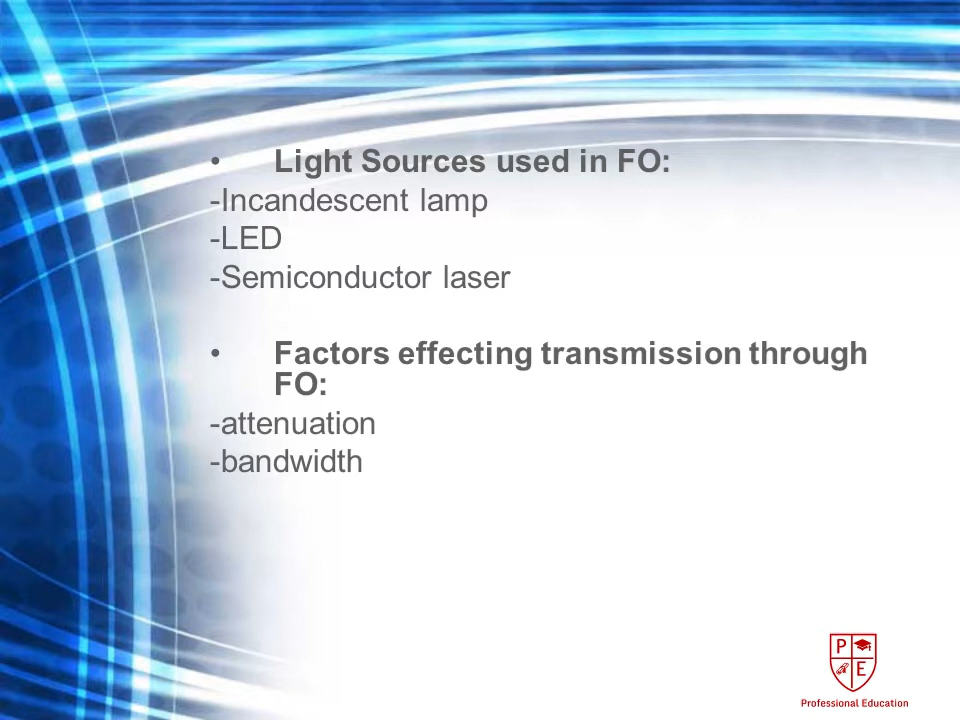 • Light Sources used in FO:
-Incandescent lamp
-LED
-Semiconductor laser
• Factors effecting transmission through
FO:
-attenuation
-bandwidth
P
E
Professional Education